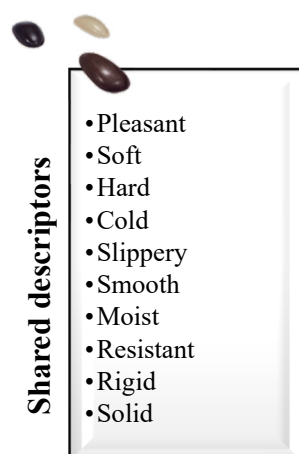 Shared descriptors
•Pleasant
•Soft
•Hard
•Cold
•Slippery
•Smooth
•Moist
•Resistant
•Rigid
•Solid